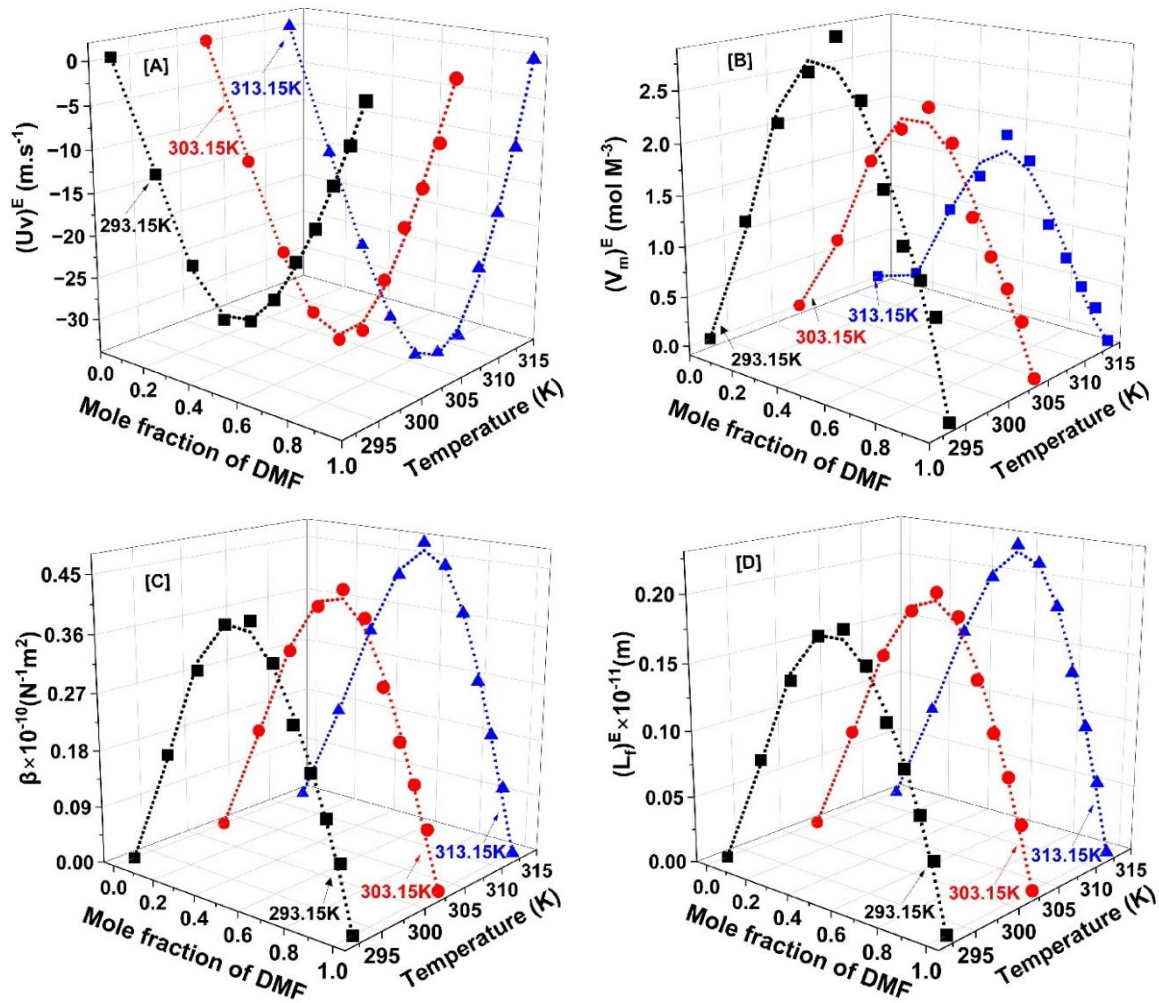 [A]
(Uv)ᴱ (m.s⁻¹)
0
−5
−10
−15
−20
−25
−30
293.15K
303.15K
313.15K
0.0
0.2
0.4
0.6
0.8
1.0
Mole fraction of DMF
295
300
305
310
315
Temperature (K)
[B]
(Vₘ)ᴱ (mol M⁻³)
2.5
2.0
1.5
1.0
0.5
0.0
293.15K
303.15K
313.15K
0.0
0.2
0.4
0.6
0.8
1.0
Mole fraction of DMF
295
300
305
310
315
Temperature (K)
[C]
β×10⁻¹⁰(N⁻¹m²)
0.45
0.36
0.27
0.18
0.09
0.00
293.15K
303.15K
313.15K
0.0
0.2
0.4
0.6
0.8
1.0
Mole fraction of DMF
295
300
305
310
315
Temperature (K)
[D]
(L_f)ᴱ×10⁻¹¹(m)
0.20
0.15
0.10
0.05
0.00
293.15K
303.15K
313.15K
0.0
0.2
0.4
0.6
0.8
1.0
Mole fraction of DMF
295
300
305
310
315
Temperature (K)